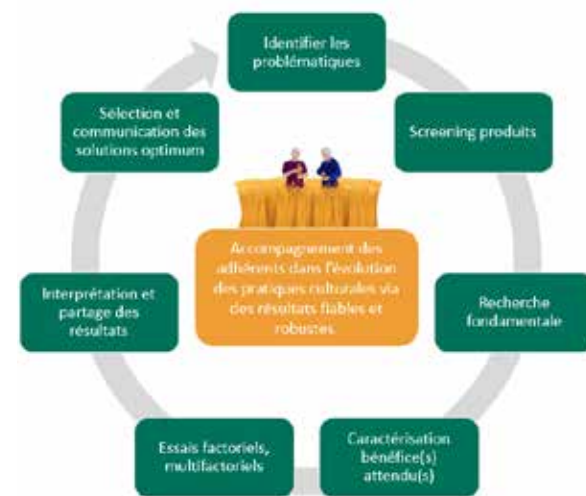 Identifier les
problématiques
Screening produits
Recherche
fondamentale
Caractérisation
bénéfice(s)
attendu(s)
Essais factoriels,
multifactoriels
Interprétation et
partage des
résultats
Sélection et
communication des
solutions optimum
Accompagnement des
adhérents dans l'évolution
des pratiques culturales via
des résultats fiables et
robustes